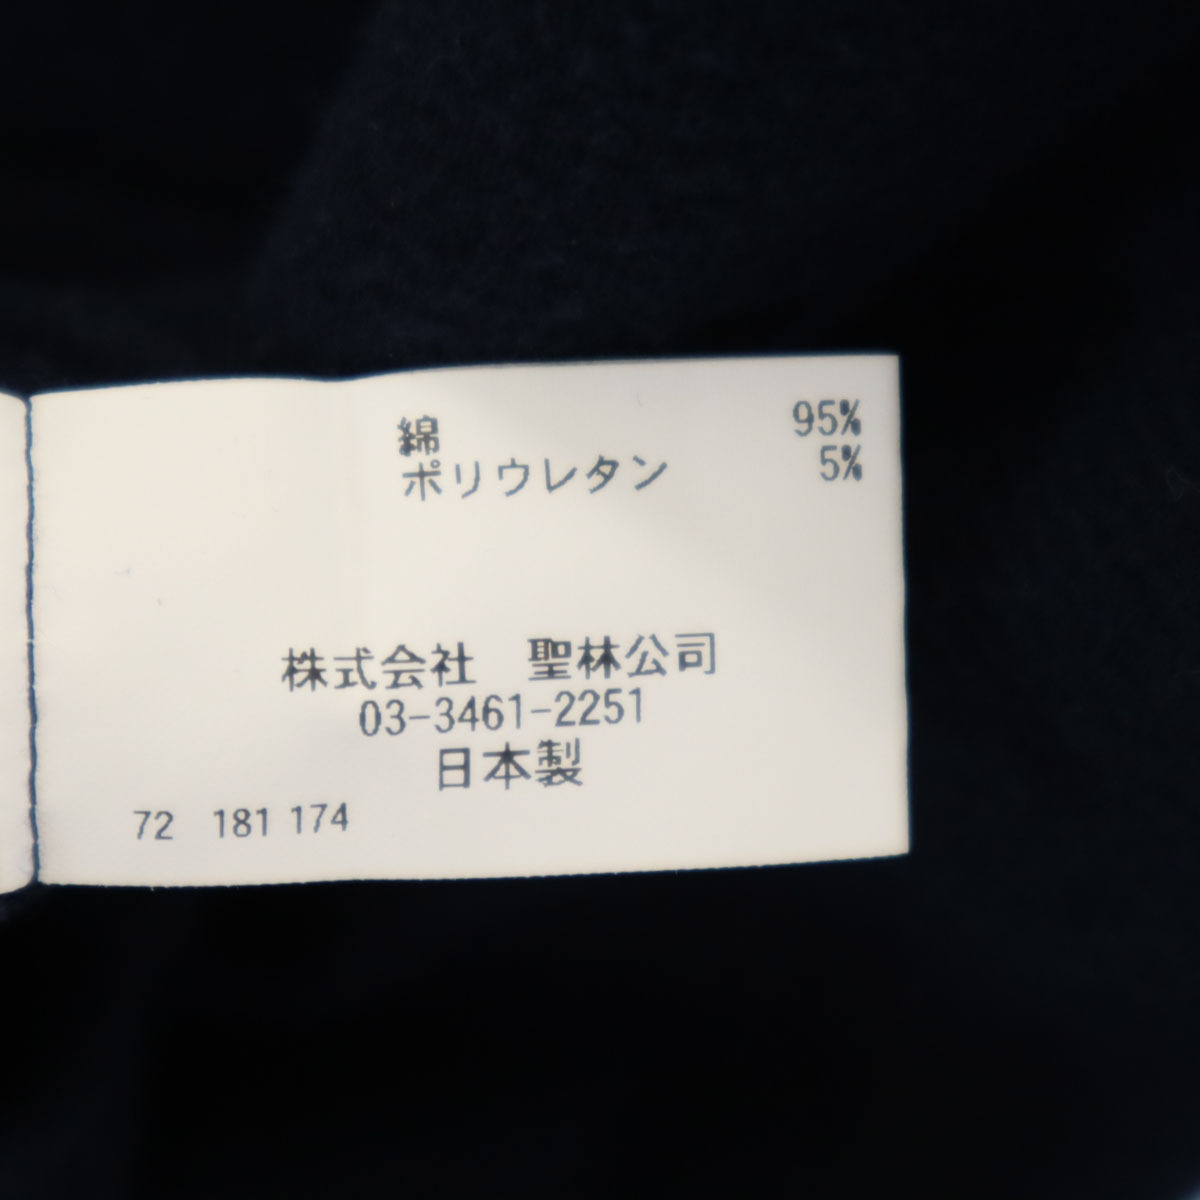 綿 95%
ポリウレタン 5%
株式会社 聖林公司
03-3461-2251
日本製
72 181 174